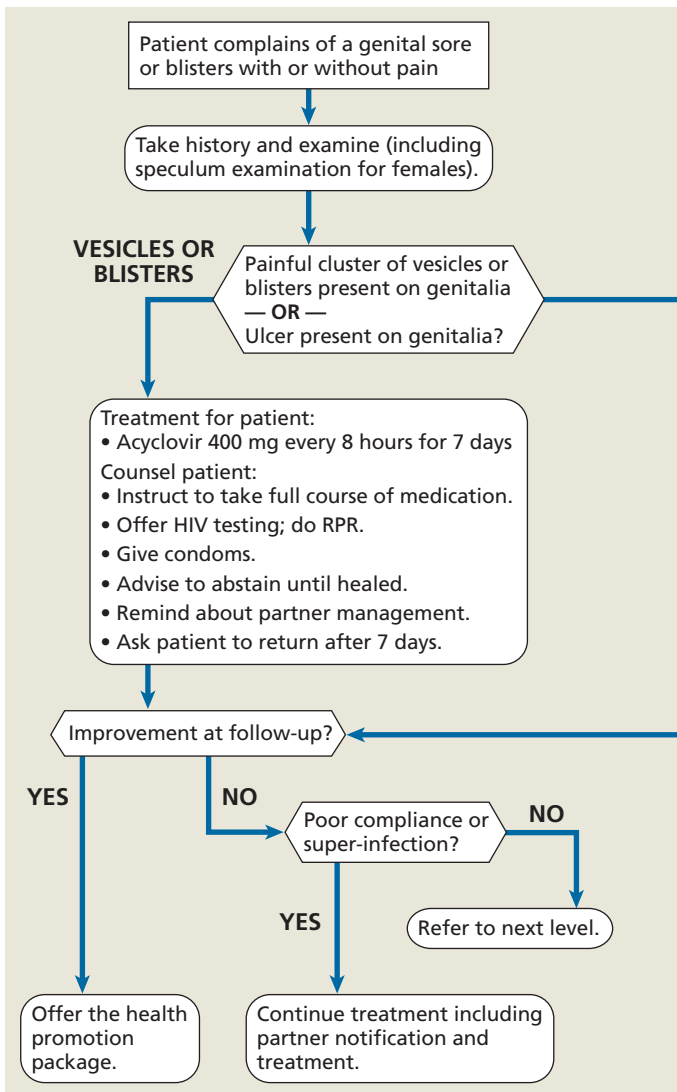 Patient complains of a genital sore
or blisters with or without pain
Take history and examine (including
speculum examination for females).
VESICLES OR
BLISTERS
Painful cluster of vesicles or
blisters present on genitalia
— OR —
Ulcer present on genitalia?
Treatment for patient:
• Acyclovir 400 mg every 8 hours for 7 days
Counsel patient:
• Instruct to take full course of medication.
• Offer HIV testing; do RPR.
• Give condoms.
• Advise to abstain until healed.
• Remind about partner management.
• Ask patient to return after 7 days.
Improvement at follow-up?
YES
NO
Poor compliance or
super-infection?
NO
YES
Refer to next level.
Offer the health
promotion
package.
Continue treatment including
partner notification and
treatment.